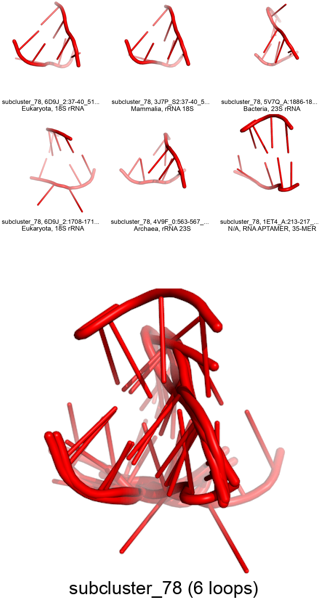 subcluster_78, 6D9J_2:37-40_51...
Eukaryota, 18S rRNA
subcluster_78, 3J7P_S2:37-40_5...
Mammalia, rRNA 18S
subcluster_78, 5V7Q_A:1886-18...
Bacteria, 23S rRNA
subcluster_78, 6D9J_2:1708-171...
Eukaryota, 18S rRNA
subcluster_78, 4V9F_0:563-567_...
Archaea, rRNA 23S
subcluster_78, 1ET4_A:213-217_...
N/A, RNA APTAMER, 35-MER
subcluster_78 (6 loops)